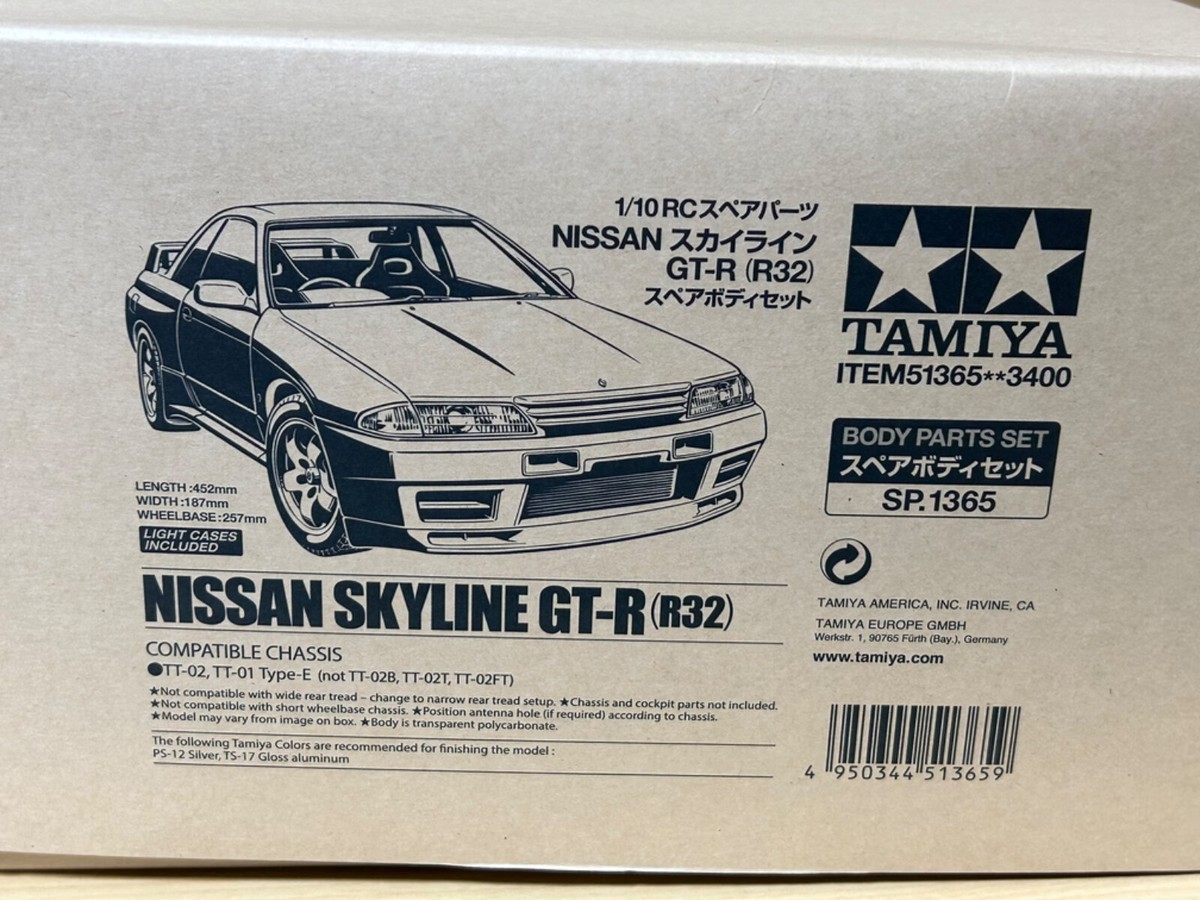 1/10 RCスペアパーツ
NISSAN スカイライン
GT-R (R32)
スペアボディセット
TAMIYA
ITEM51365**3400
BODY PARTS SET
スペアボディセット
SP.1365
LENGTH :452mm
WIDTH :187mm
WHEELBASE :257mm
LIGHT CASES
INCLUDED
NISSAN SKYLINE GT-R (R32)
COMPATIBLE CHASSIS
●TT-02, TT-01 Type-E (not TT-02B, TT-02T, TT-02FT)
★Not compatible with wide rear tread – change to narrow rear tread setup. ★Chassis and cockpit parts not included.
★Not compatible with short wheelbase chassis. ★Position antenna hole (if required) according to chassis.
★Model may vary from image on box. ★Body is transparent polycarbonate.
The following Tamiya Colors are recommended for finishing the model :
PS-12 Silver, TS-17 Gloss aluminum
TAMIYA AMERICA, INC. IRVINE, CA
TAMIYA EUROPE GMBH
Werkstr. 1, 90765 Fürth (Bay.), Germany
www.tamiya.com
4 950344 513659